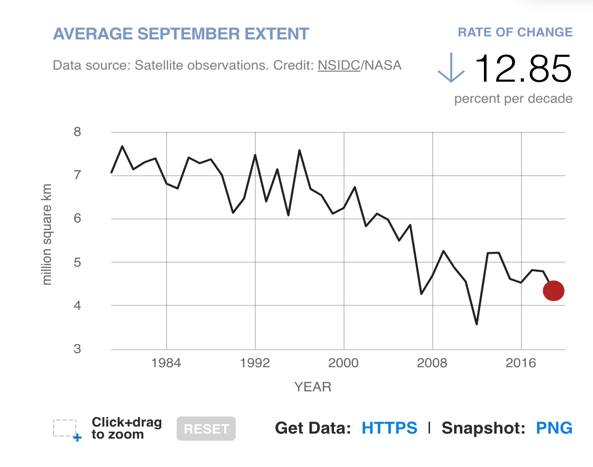 AVERAGE SEPTEMBER EXTENT
Data source: Satellite observations. Credit: NSIDC/NASA
RATE OF CHANGE
↓ 12.85
percent per decade
8
7
6
5
4
3
million square km
1984 1992 2000 2008 2016
YEAR
Click+drag
to zoom
RESET
Get Data: HTTPS | Snapshot: PNG